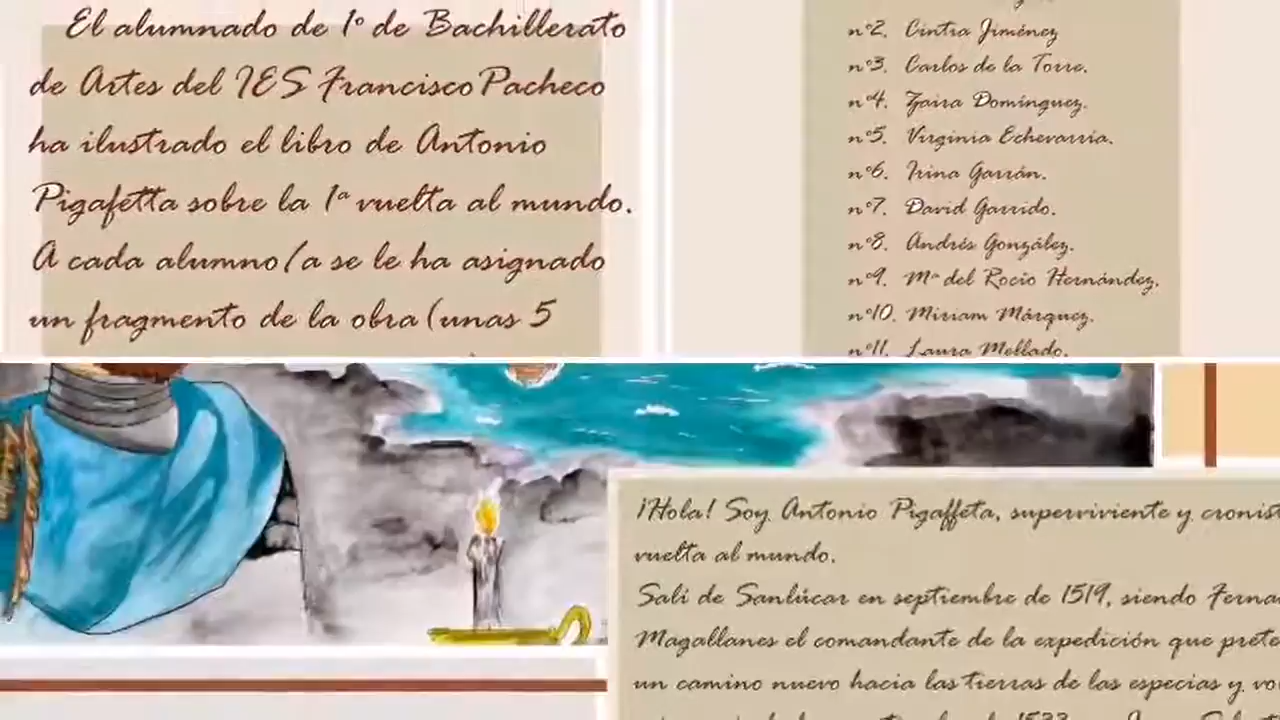 El alumnado de 1º de Bachillerato
de Artes del IES Francisco Pacheco
ha ilustrado el libro de Antonio
Pigafetta sobre la 1ª vuelta al mundo.
A cada alumno/a se le ha asignado
un fragmento de la obra (unas 5
nº2. Cintia Jiménez
nº3. Carlos de la Torre.
nº4. Zaira Domínguez.
nº5. Virginia Echevarría.
nº6. Irina Garrán.
nº7. David Garrido.
nº8. Andrés González.
nº9. Mª del Rocío Hernández.
nº10. Miriam Márquez.
nº11. Laura Mellado.
¡Hola! Soy Antonio Pigaffeta, superviviente y cronist
vuelta al mundo.
Salí de Sanlúcar en septiembre de 1519, siendo Ferna
Magallanes el comandante de la expedición que prete
un camino nuevo hacia las tierras de las especias y vo